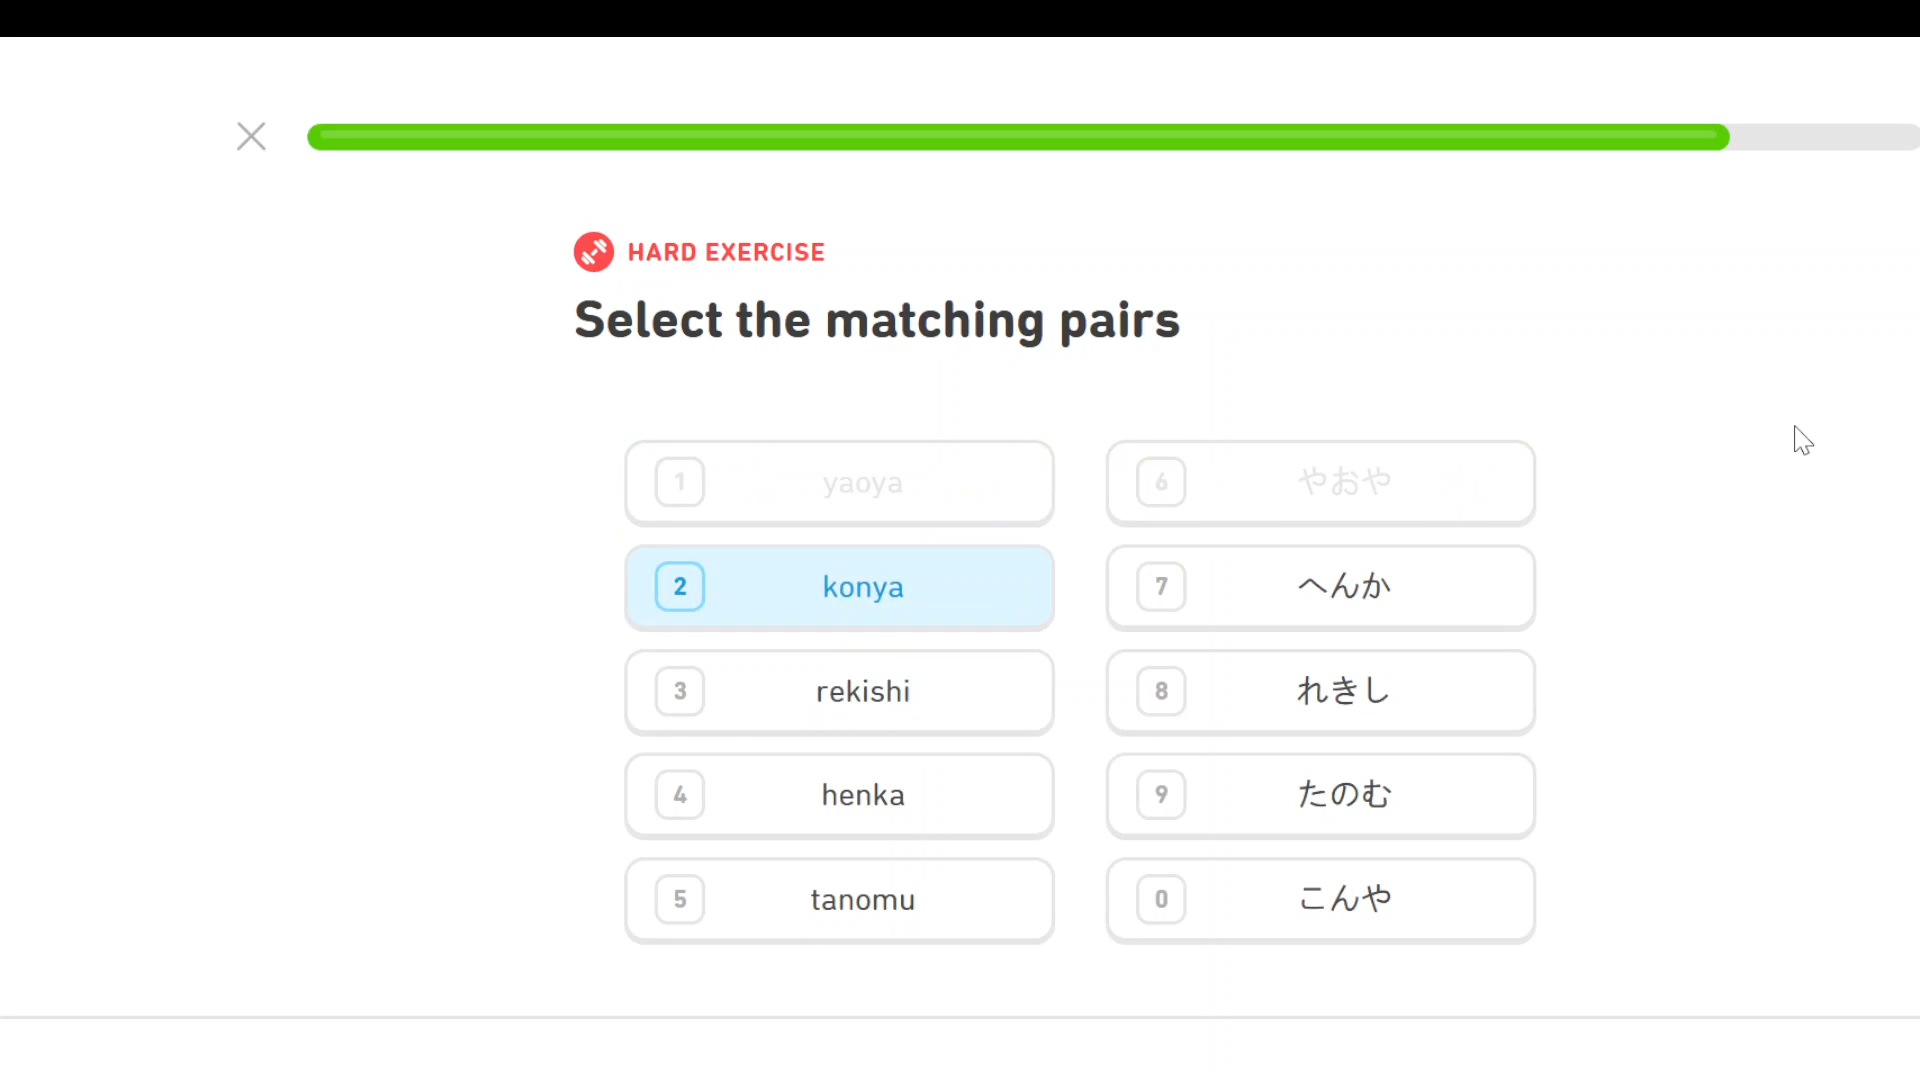 HARD EXERCISE
Select the matching pairs
1 yaoya
6 やおや
2 konya
7 へんか
3 rekishi
8 れきし
4 henka
9 たのむ
5 tanomu
0 こんや